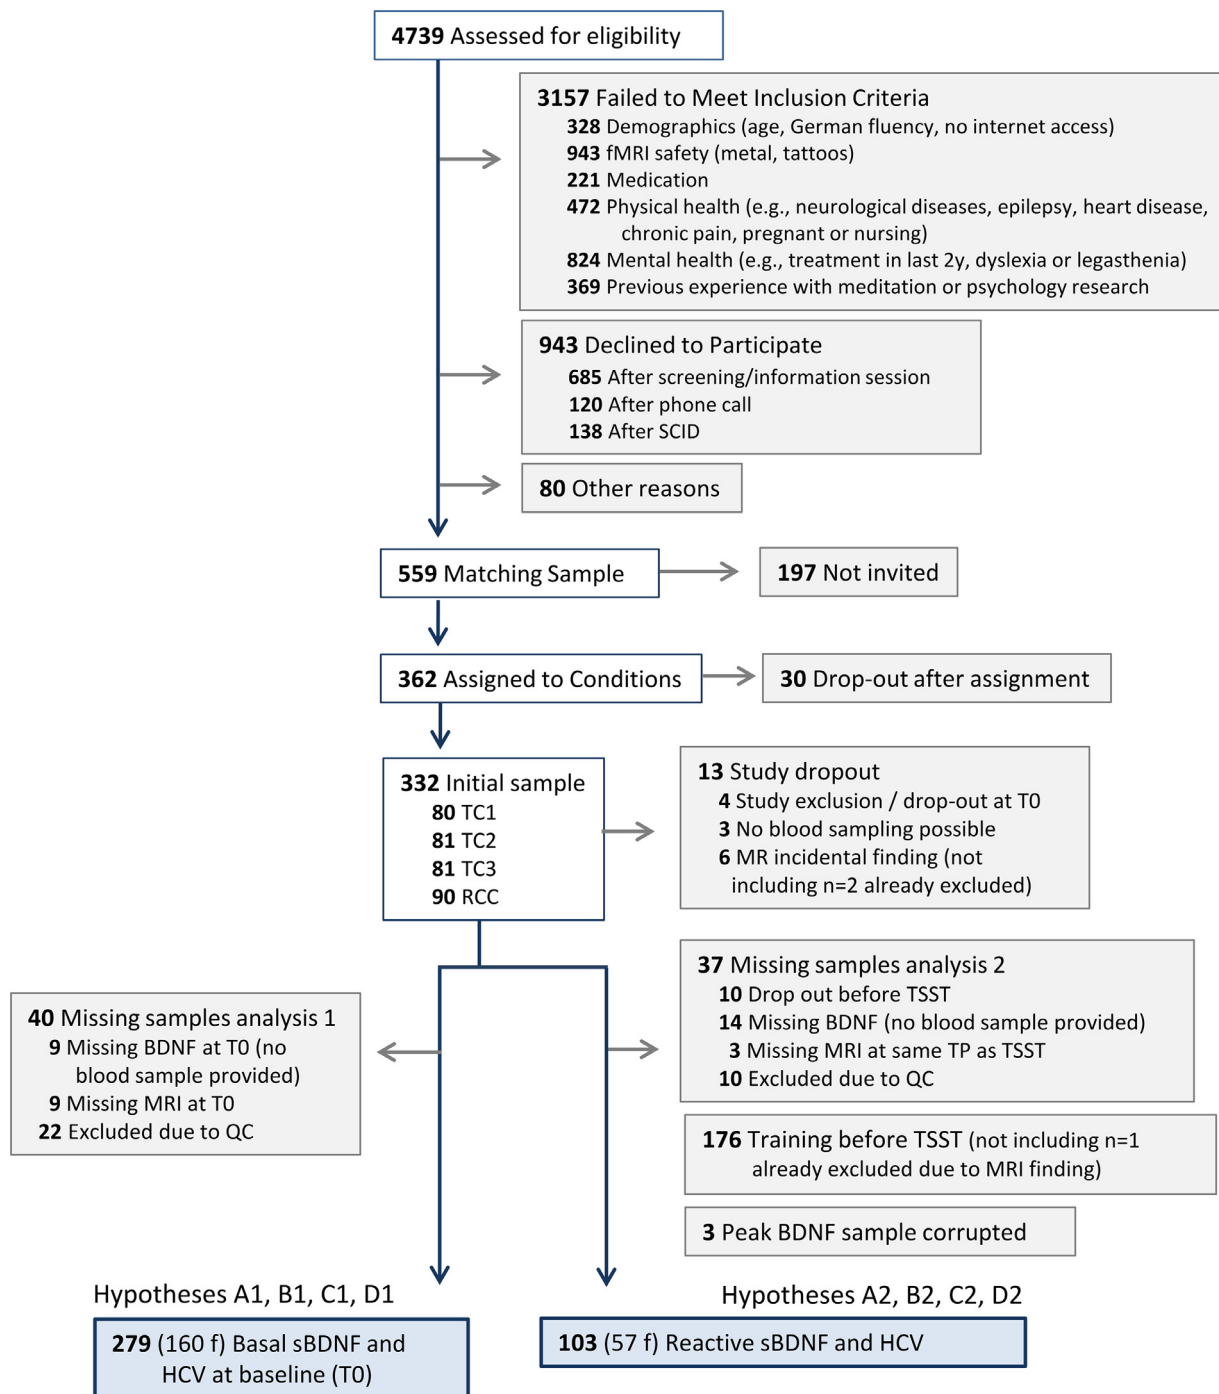 4739 Assessed for eligibility
3157 Failed to Meet Inclusion Criteria
328 Demographics (age, German fluency, no internet access)
943 fMRI safety (metal, tattoos)
221 Medication
472 Physical health (e.g., neurological diseases, epilepsy, heart disease,
chronic pain, pregnant or nursing)
824 Mental health (e.g., treatment in last 2y, dyslexia or legasthenia)
369 Previous experience with meditation or psychology research
943 Declined to Participate
685 After screening/information session
120 After phone call
138 After SCID
80 Other reasons
559 Matching Sample
197 Not invited
362 Assigned to Conditions
30 Drop-out after assignment
332 Initial sample
80 TC1
81 TC2
81 TC3
90 RCC
13 Study dropout
4 Study exclusion / drop-out at T0
3 No blood sampling possible
6 MR incidental finding (not
including n=2 already excluded)
40 Missing samples analysis 1
9 Missing BDNF at T0 (no
blood sample provided)
9 Missing MRI at T0
22 Excluded due to QC
37 Missing samples analysis 2
10 Drop out before TSST
14 Missing BDNF (no blood sample provided)
3 Missing MRI at same TP as TSST
10 Excluded due to QC
176 Training before TSST (not including n=1
already excluded due to MRI finding)
3 Peak BDNF sample corrupted
Hypotheses A1, B1, C1, D1
279 (160 f) Basal sBDNF and
HCV at baseline (T0)
Hypotheses A2, B2, C2, D2
103 (57 f) Reactive sBDNF and HCV